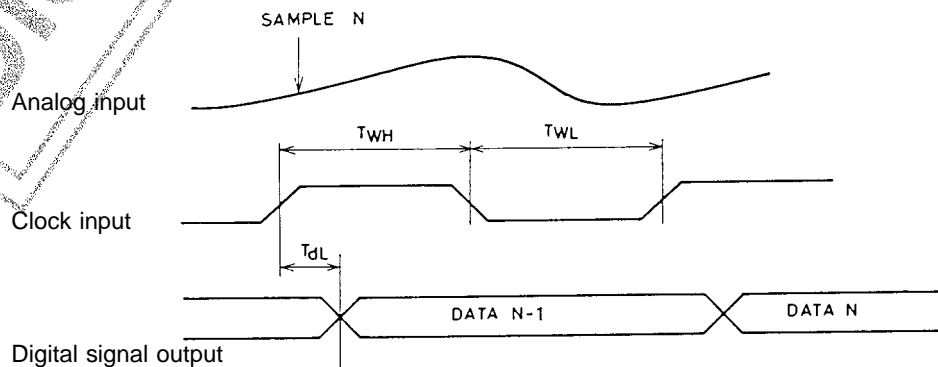 SAMPLE N
Analog input
TWH TWL
Clock input
TdL
DATA N-1 DATA N
Digital signal output